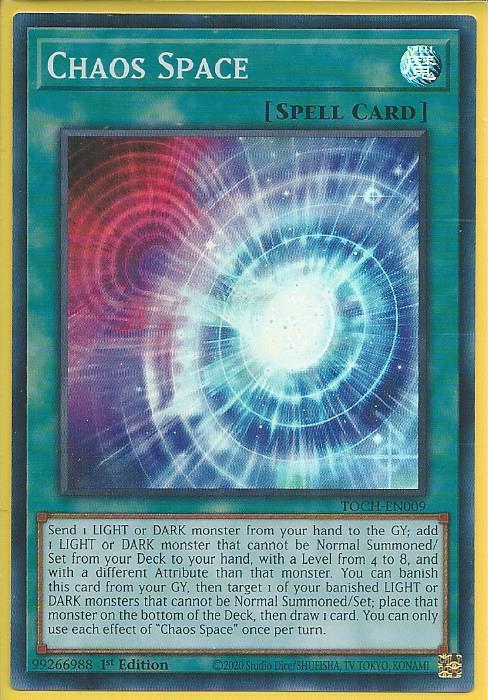 CHAOS SPACE
SPELL
魔
[SPELL CARD]
TOCH-EN009
Send 1 LIGHT or DARK monster from your hand to the GY; add
1 LIGHT or DARK monster that cannot be Normal Summoned/
Set from your Deck to your hand, with a Level from 4 to 8, and
with a different Attribute than that monster. You can banish
this card from your GY, then target 1 of your banished LIGHT or
DARK monsters that cannot be Normal Summoned/Set; place that
monster on the bottom of the Deck, then draw 1 card. You can only
use each effect of "Chaos Space" once per turn.
99266988 1st Edition ©2020 Studio Dice/SHUEISHA, TV TOKYO, KONAMI